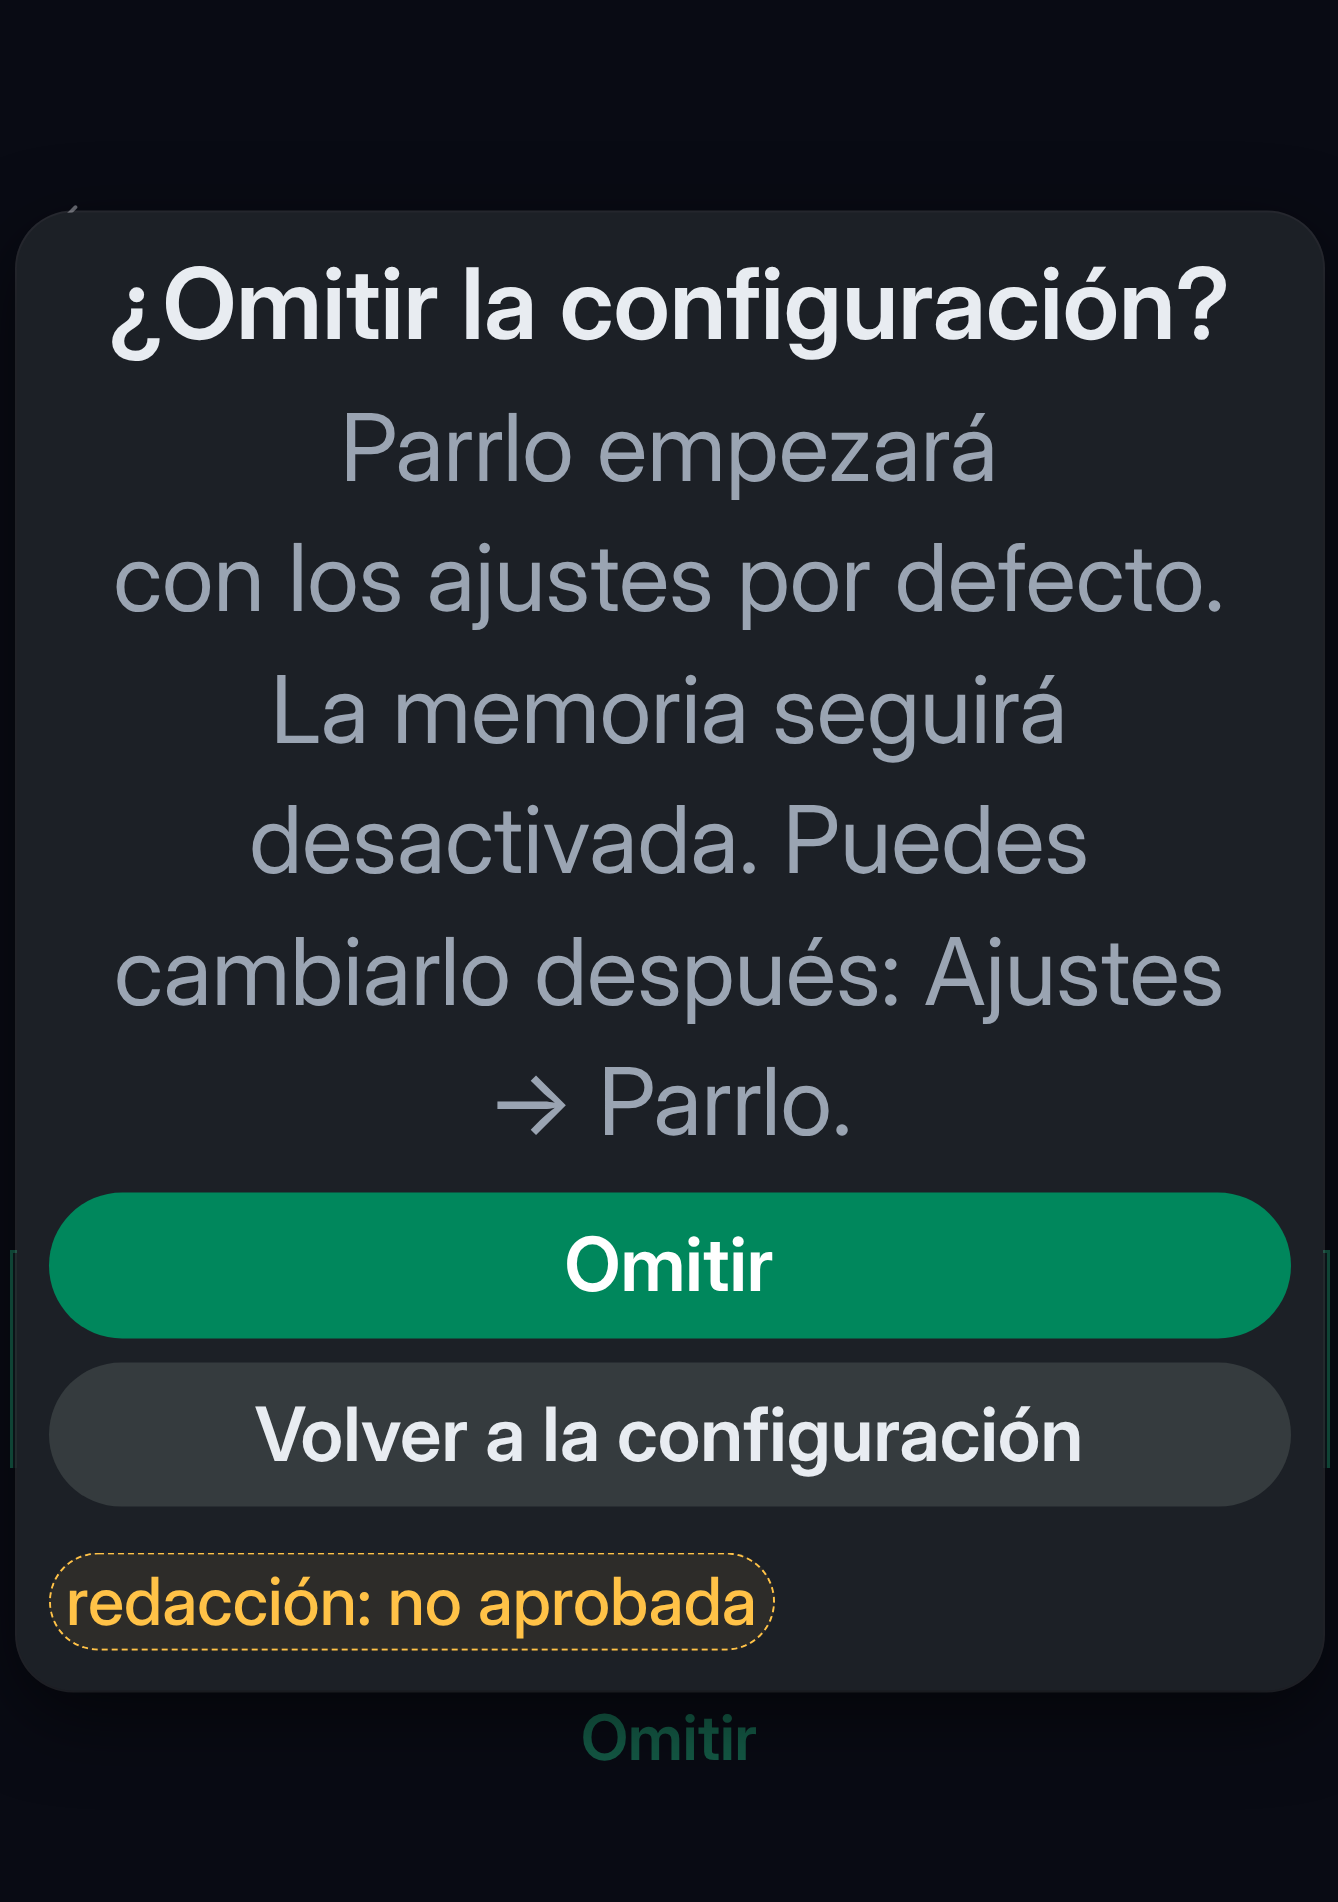 ¿Omitir la configuración?
Parrlo empezará
con los ajustes por defecto.
La memoria seguirá
desactivada. Puedes
cambiarlo después: Ajustes
→ Parrlo.
Omitir
Volver a la configuración
redacción: no aprobada
Omitir